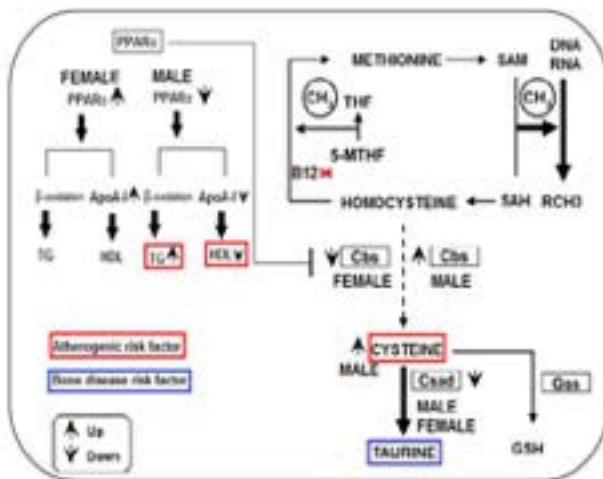 PPARα
FEMALE
PPARα
MALE
PPARα
β-oxidation
ApoA-I
β-oxidation
ApoA-I
TG
HDL
TG
HDL
METHIONINE
SAM
DNA
RNA
CH3
THF
CH3
5-MTHF
B12
HOMOCYSTEINE
SAH
RCH3
Cbs
FEMALE
Cbs
MALE
CYSTEINE
MALE
Csad
MALE
FEMALE
TAURINE
GSH
Atherogenic risk factor
Bone disease risk factor
Up
Down